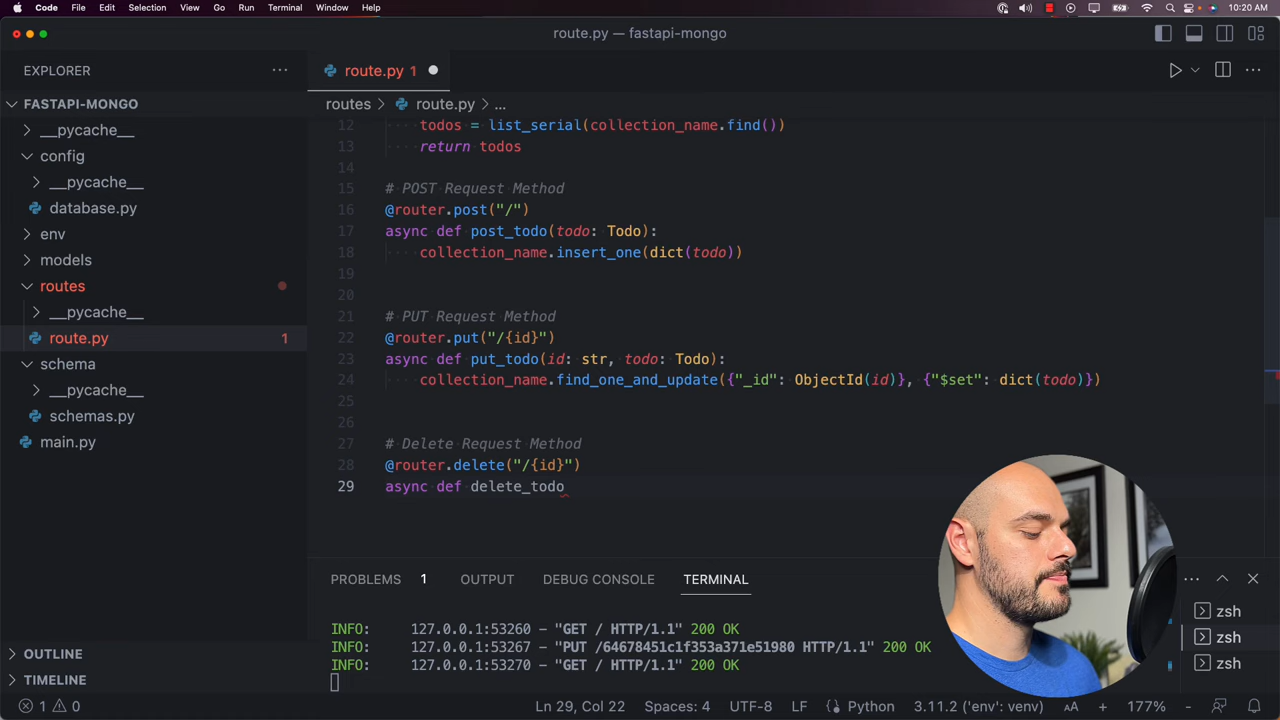 Code File Edit Selection View Go Run Terminal Window Help 10:20 AM
route.py — fastapi-mongo
EXPLORER
route.py 1
FASTAPI-MONGO
routes > route.py > ...
__pycache__
config
__pycache__
database.py
env
models
routes
__pycache__
route.py 1
schema
__pycache__
schemas.py
main.py
OUTLINE
TIMELINE
12 todos = list_serial(collection_name.find())
13 return todos
14
15 # POST Request Method
16 @router.post("/")
17 async def post_todo(todo: Todo):
18 collection_name.insert_one(dict(todo))
19
20
21 # PUT Request Method
22 @router.put("/{id}")
23 async def put_todo(id: str, todo: Todo):
24 collection_name.find_one_and_update({"_id": ObjectId(id)}, {"$set": dict(todo)})
25
26
27 # Delete Request Method
28 @router.delete("/{id}")
29 async def delete_todo
PROBLEMS 1 OUTPUT DEBUG CONSOLE TERMINAL
INFO: 127.0.0.1:53260 - "GET / HTTP/1.1" 200 OK
INFO: 127.0.0.1:53267 - "PUT /64678451c1f353a371e51980 HTTP/1.1" 200 OK
INFO: 127.0.0.1:53270 - "GET / HTTP/1.1" 200 OK
zsh
zsh
zsh
1 0 Ln 29, Col 22 Spaces: 4 UTF-8 LF Python 3.11.2 ('env': venv) AA + 177% -